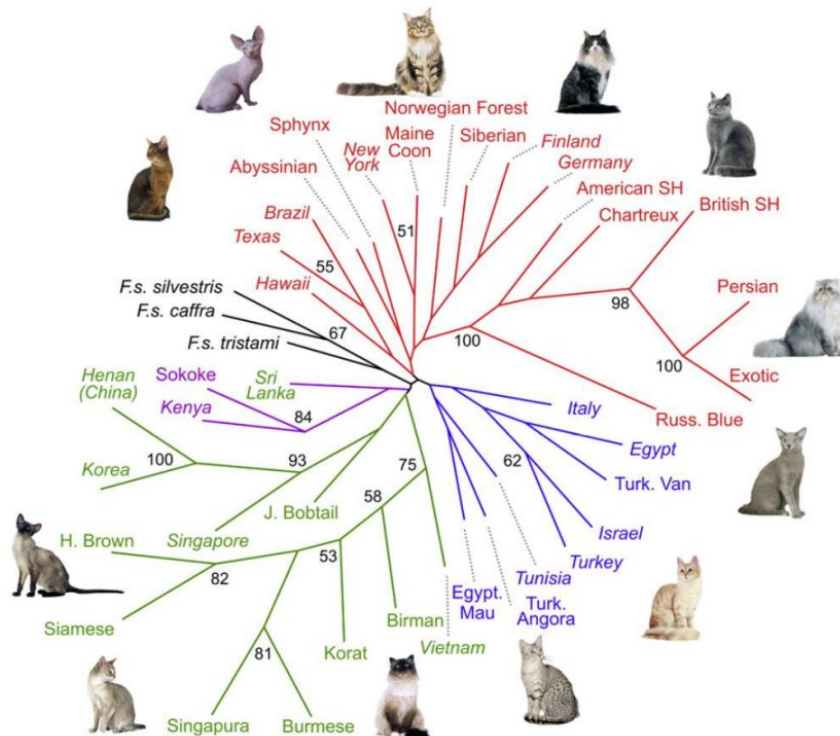 Norwegian Forest
Sphynx
Maine
Coon
Siberian
New
York
Finland
Germany
Abyssinian
American SH
British SH
Chartreux
Brazil
Texas
51
55
Hawaii
F.s. silvestris
F.s. caffra
67
F.s. tristami
Persian
98
100
100
Exotic
Russ. Blue
Henan
(China)
Sokoke
Sri
Lanka
Kenya
84
Italy
Egypt
Turk. Van
Korea
100
93
75
62
58
J. Bobtail
Singapore
Israel
H. Brown
53
Turkey
82
Tunisia
Egypt.
Mau
Turk.
Angora
Siamese
Birman
Vietnam
Korat
81
Singapura
Burmese